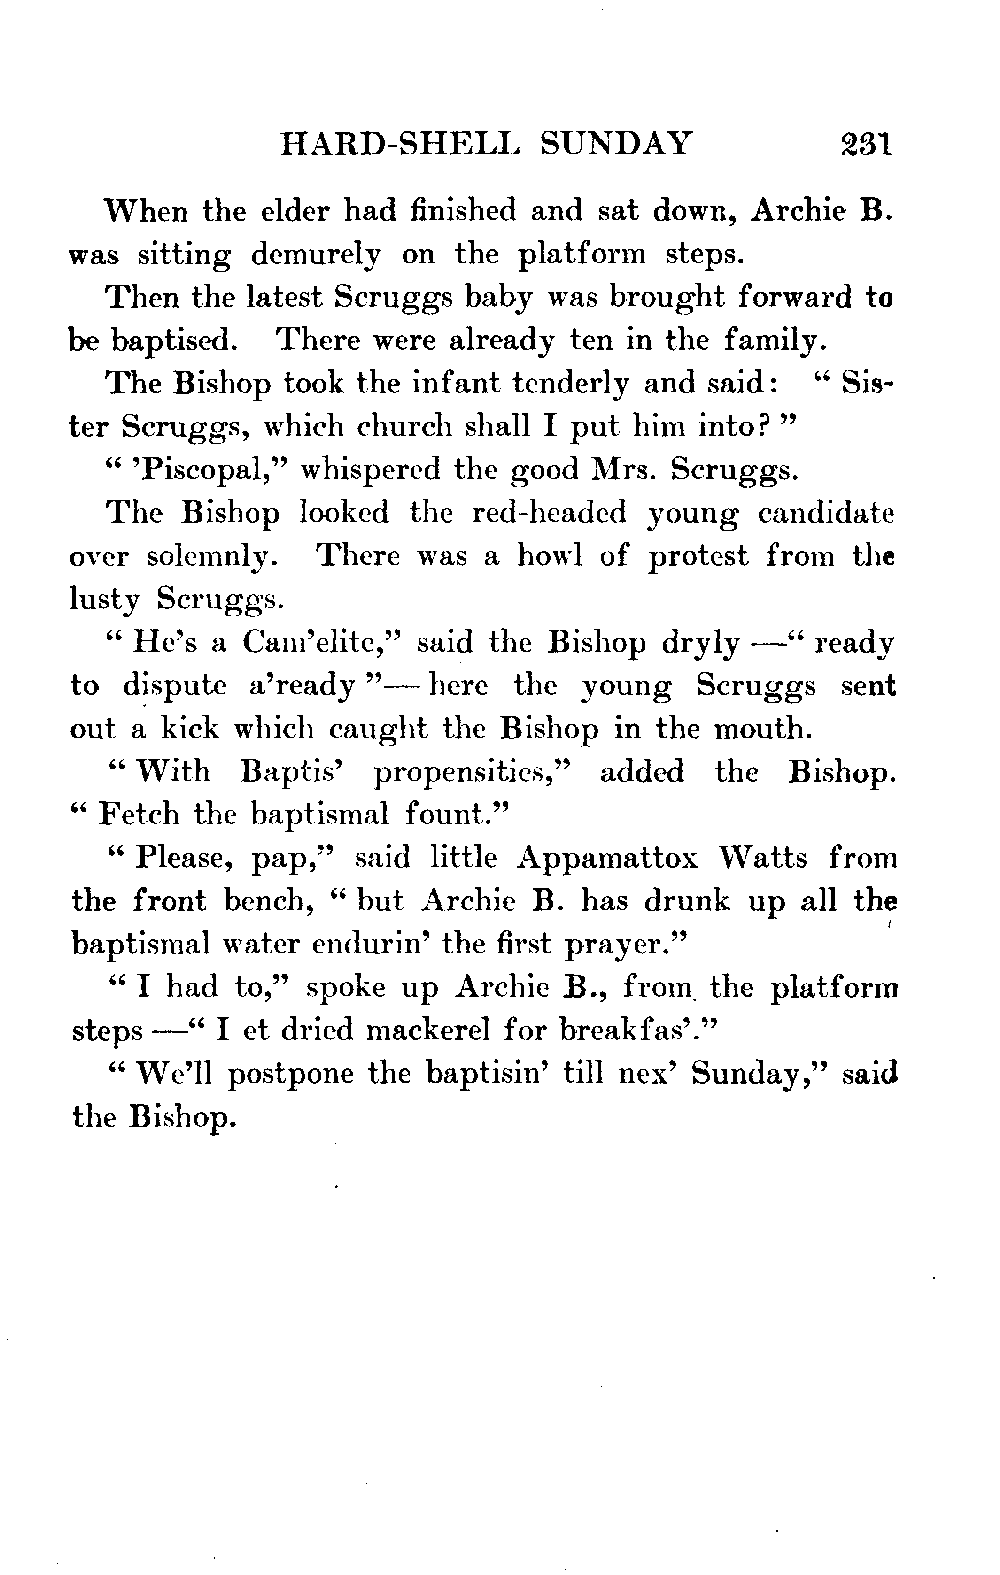 HARD-SHELL SUNDAY 231
When the elder had finished and sat down, Archie B.
was sitting demurely on the platform steps.
Then the latest Scruggs baby was brought forward to
be baptised. There were already ten in the family.
The Bishop took the infant tenderly and said: “ Sis-
ter Scruggs, which church shall I put him into? ”
“ ’Piscopal,” whispered the good Mrs. Scruggs.
The Bishop looked the red-headed young candidate
over solemnly. There was a howl of protest from the
lusty Scruggs.
“ He’s a Cam’elite,” said the Bishop dryly —“ ready
to dispute a’ready ”— here the young Scruggs sent
out a kick which caught the Bishop in the mouth.
“ With Baptis’ propensities,” added the Bishop.
“ Fetch the baptismal fount.”
“ Please, pap,” said little Appamattox Watts from
the front bench, “ but Archie B. has drunk up all the
baptismal water endurin’ the first prayer.”
“ I had to,” spoke up Archie B., from the platform
steps —“ I et dried mackerel for breakfas’.”
“ We’ll postpone the baptisin’ till nex’ Sunday,” said
the Bishop.